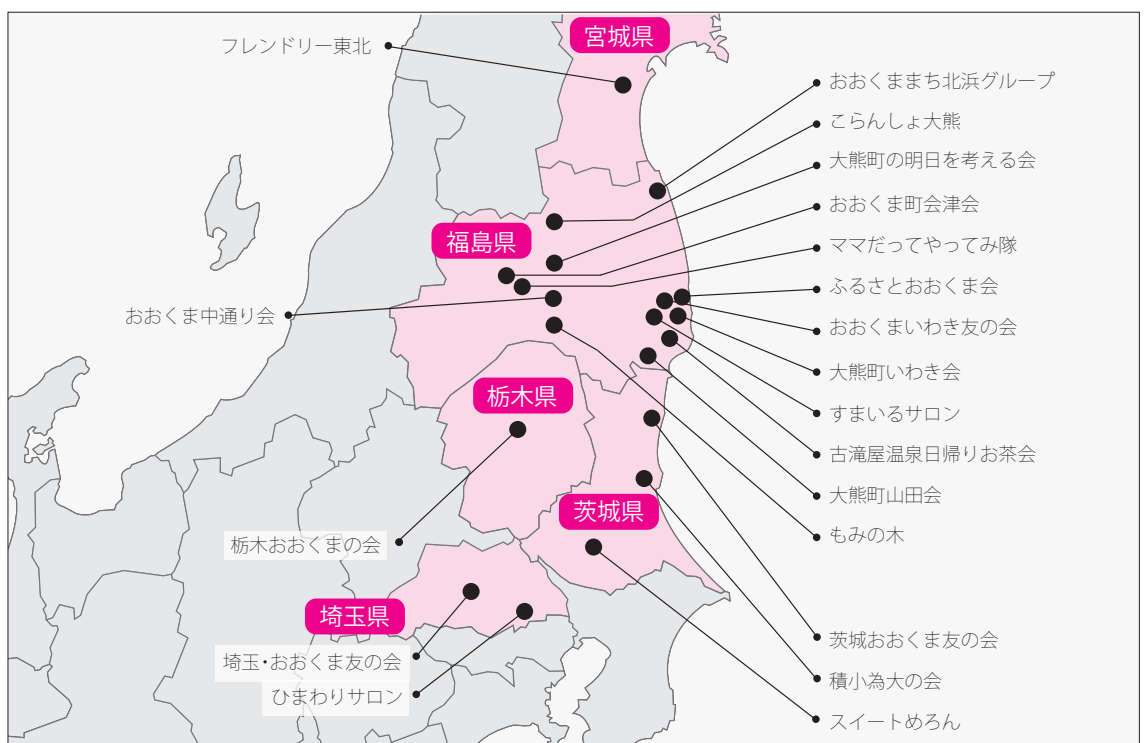 宮城県
フレンドリー東北
おおくままち北浜グループ
こらんしょ大熊
大熊町の明日を考える会
おおくま町会津会
福島県
ママだってやってみ隊
ふるさとおおくま会
おおくま中通り会
おおくまいわき友の会
大熊町いわき会
栃木県
すまいるサロン
古滝屋温泉日帰りお茶会
大熊町山田会
茨城県
もみの木
栃木おおくまの会
埼玉県
茨城おおくま友の会
埼玉・おおくま友の会
積小為大の会
ひまわりサロン
スイートめろん